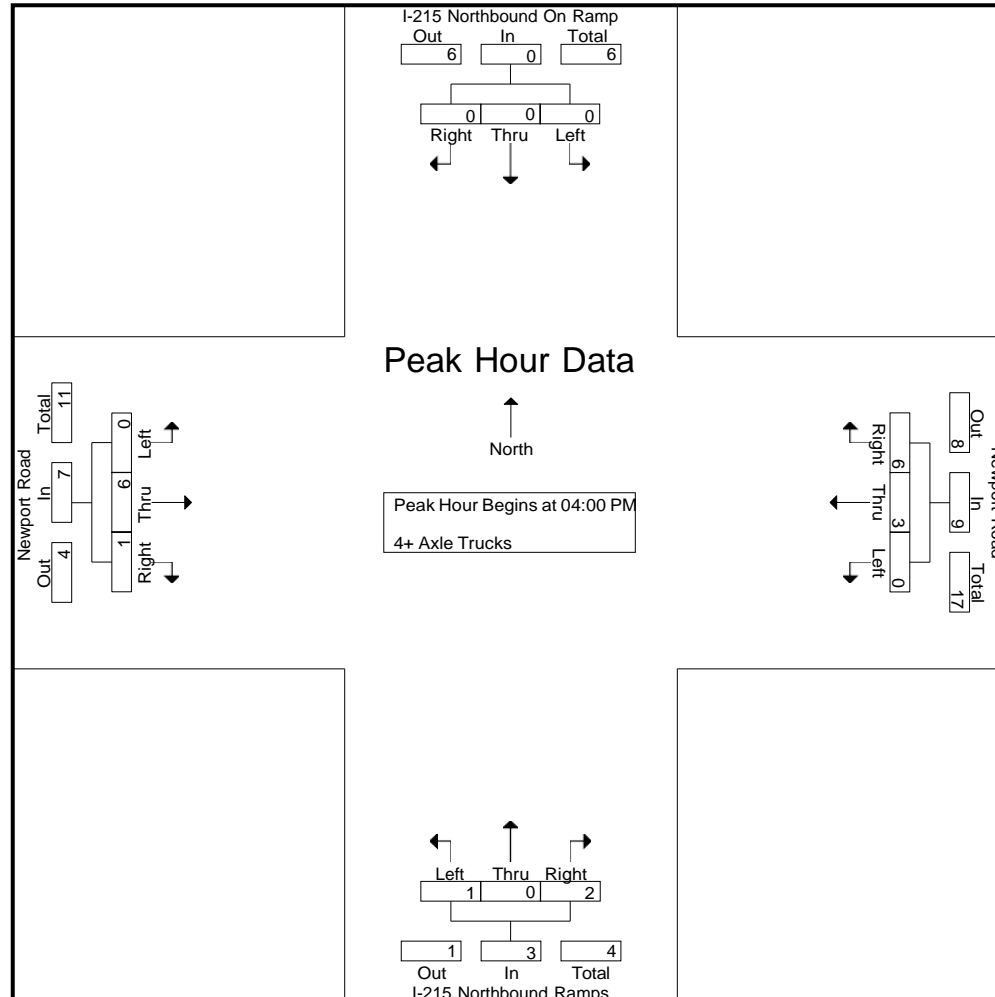 I-215 Northbound On Ramp
Out In Total
6 0 6
0 0 0
Right Thru Left
Peak Hour Data
North
Peak Hour Begins at 04:00 PM
4+ Axle Trucks
Newport Road
Out In Total
4 7 11
Left Thru Right
0 6 1
Newport Road
Out In Total
8 9 17
Right Thru Left
6 3 0
Left Thru Right
1 0 2
1 3 4
Out In Total
I-215 Northbound Ramps